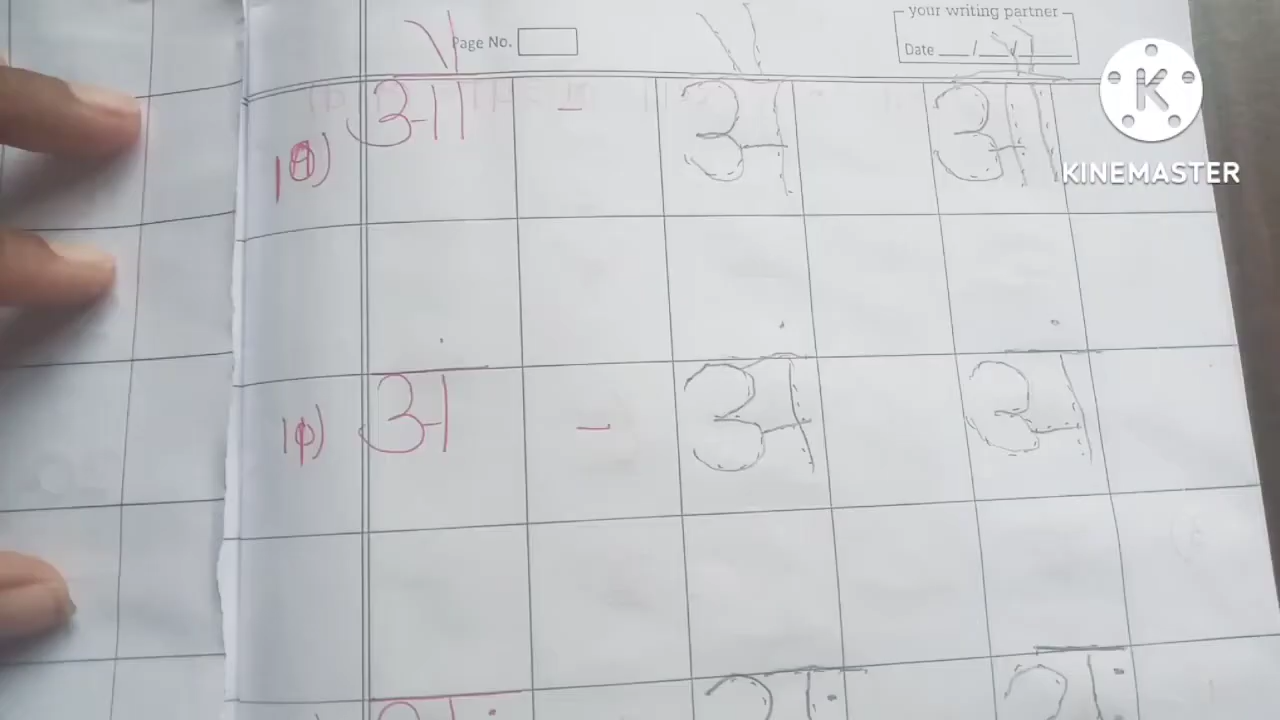 your writing partner
Page No. Date / /
K
KINEMASTER
औ - औ औ
अं - अं अं
अः अः अः